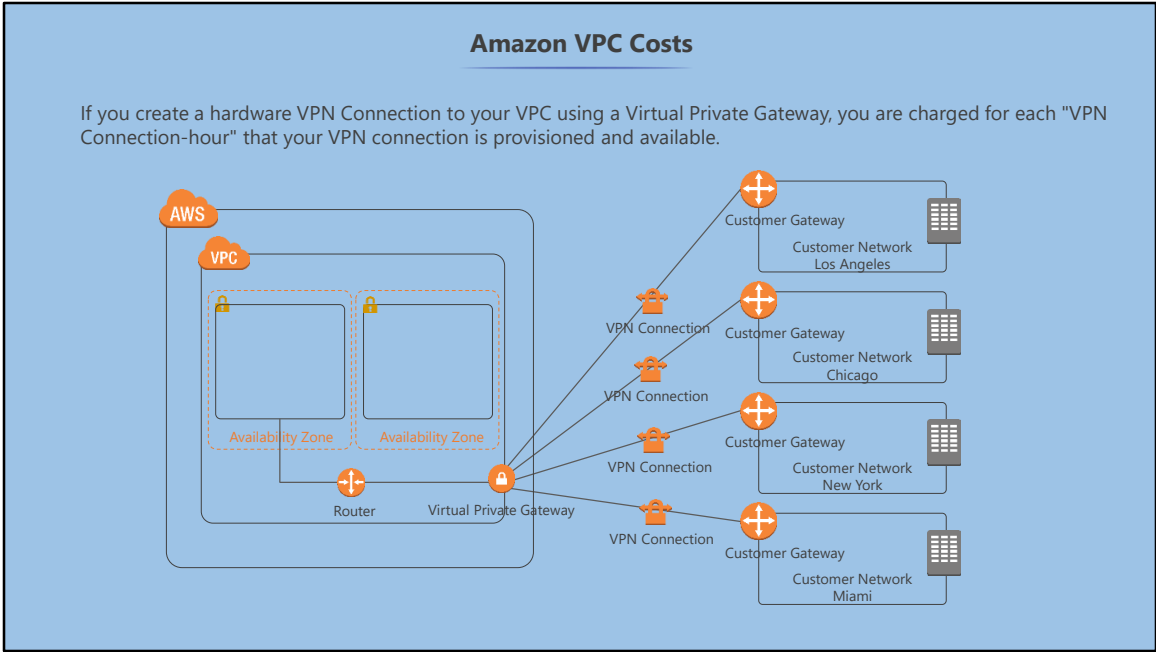 Amazon VPC Costs
If you create a hardware VPN Connection to your VPC using a Virtual Private Gateway, you are charged for each "VPN
Connection-hour" that your VPN connection is provisioned and available.
AWS
VPC
Availability Zone
Availability Zone
Router
Virtual Private Gateway
VPN Connection
VPN Connection
VPN Connection
VPN Connection
Customer Gateway
Customer Network
Los Angeles
Customer Gateway
Customer Network
Chicago
Customer Gateway
Customer Network
New York
Customer Gateway
Customer Network
Miami